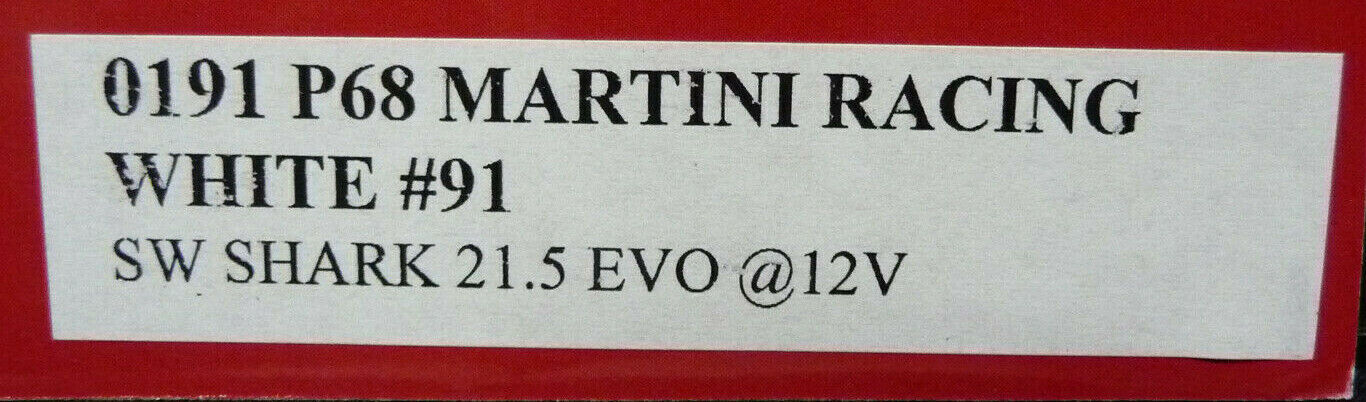 0191 P68 MARTINI RACING
WHITE #91
SW SHARK 21.5 EVO @12V